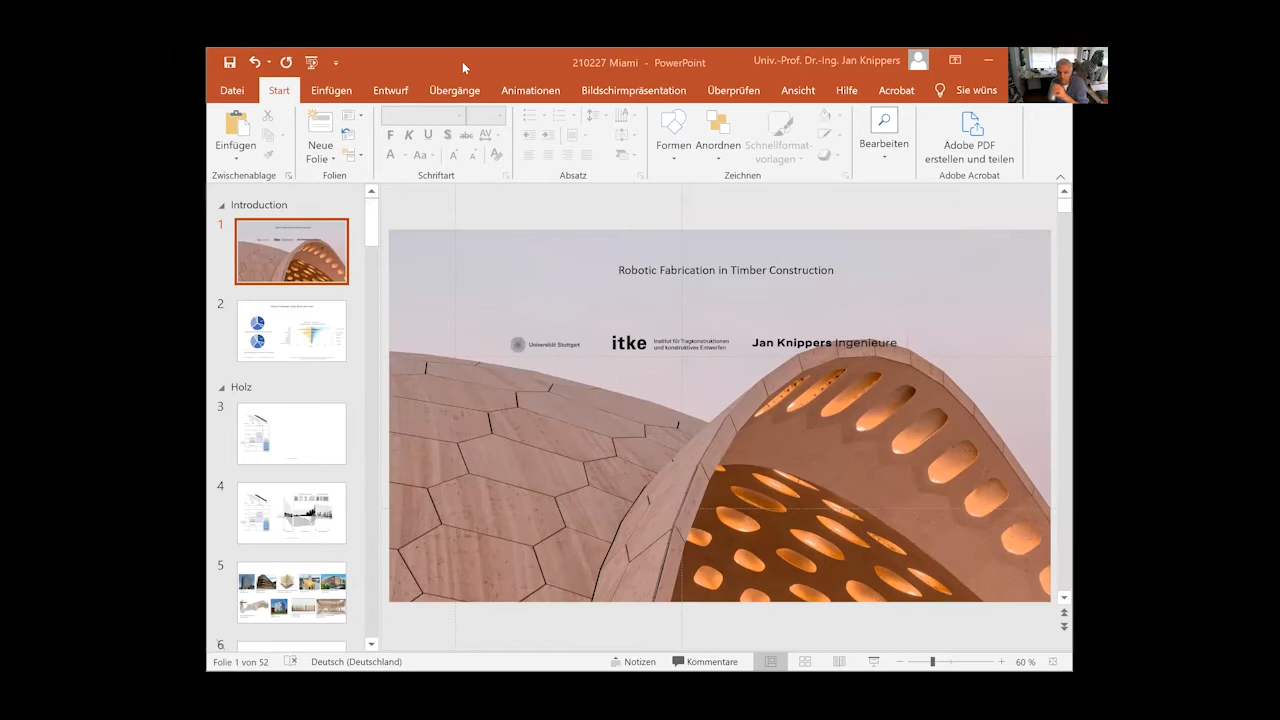 210227 Miami - PowerPoint
Univ.-Prof. Dr.-Ing. Jan Knippers
Datei
Start
Einfügen
Entwurf
Übergänge
Animationen
Bildschirmpräsentation
Überprüfen
Ansicht
Hilfe
Acrobat
Sie wüns
Einfügen
Neue
Folie
F K U S abc AV
A Aa A A A
Formen
Anordnen
Schnellformat-
vorlagen
Bearbeiten
Adobe PDF
erstellen und teilen
Zwischenablage
Folien
Schriftart
Absatz
Zeichnen
Adobe Acrobat
Introduction
1
2
Holz
3
4
5
6
Robotic Fabrication in Timber Construction
Universität Stuttgart
itke
Institut für Tragkonstruktionen
und konstruktives Entwerfen
Jan Knippers Ingenieure
Folie 1 von 52
Deutsch (Deutschland)
Notizen
Kommentare
60 %